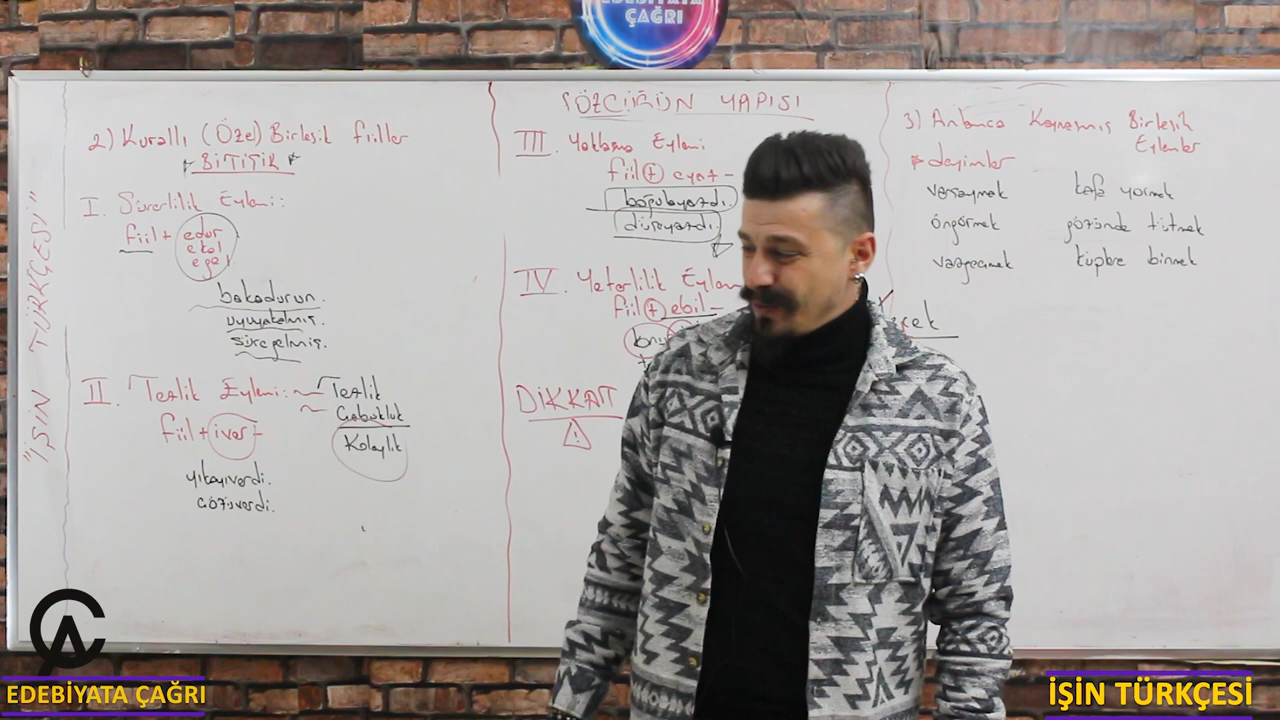 EDEBİYATA
ÇAĞRI
SÖZCÜĞÜN YAPISI
"İŞİN TÜRKÇESİ"
2) Kurallı (Özel) Birleşik fiiller
BİTİŞİK
I. Sürerlilik Eylemi:
fiil + edur
ekal
egel
bakadurun.
uyuyakalmış.
süregelmiş.
II. Tezlik Eylemi: Tezlik
Çabukluk
Kolaylık
fiil + iver-
yıkayıverdi.
çözüverdi.
III. Yaklaşma Eylemi
fiil + eyaz-
boğulayazdı.
düşeyazdı.
IV. Yeterlilik Eylem
fiil + ebil-
DİKKAT
!
3) Anlamca Kaynaşmış Birleşik
Eylemler
* deyimler
varsaymak
öngörmek
vazgeçmek
kafa yormak
gözünde tütmek
küplere binmek
EDEBİYATA ÇAĞRI
İŞİN TÜRKÇESİ